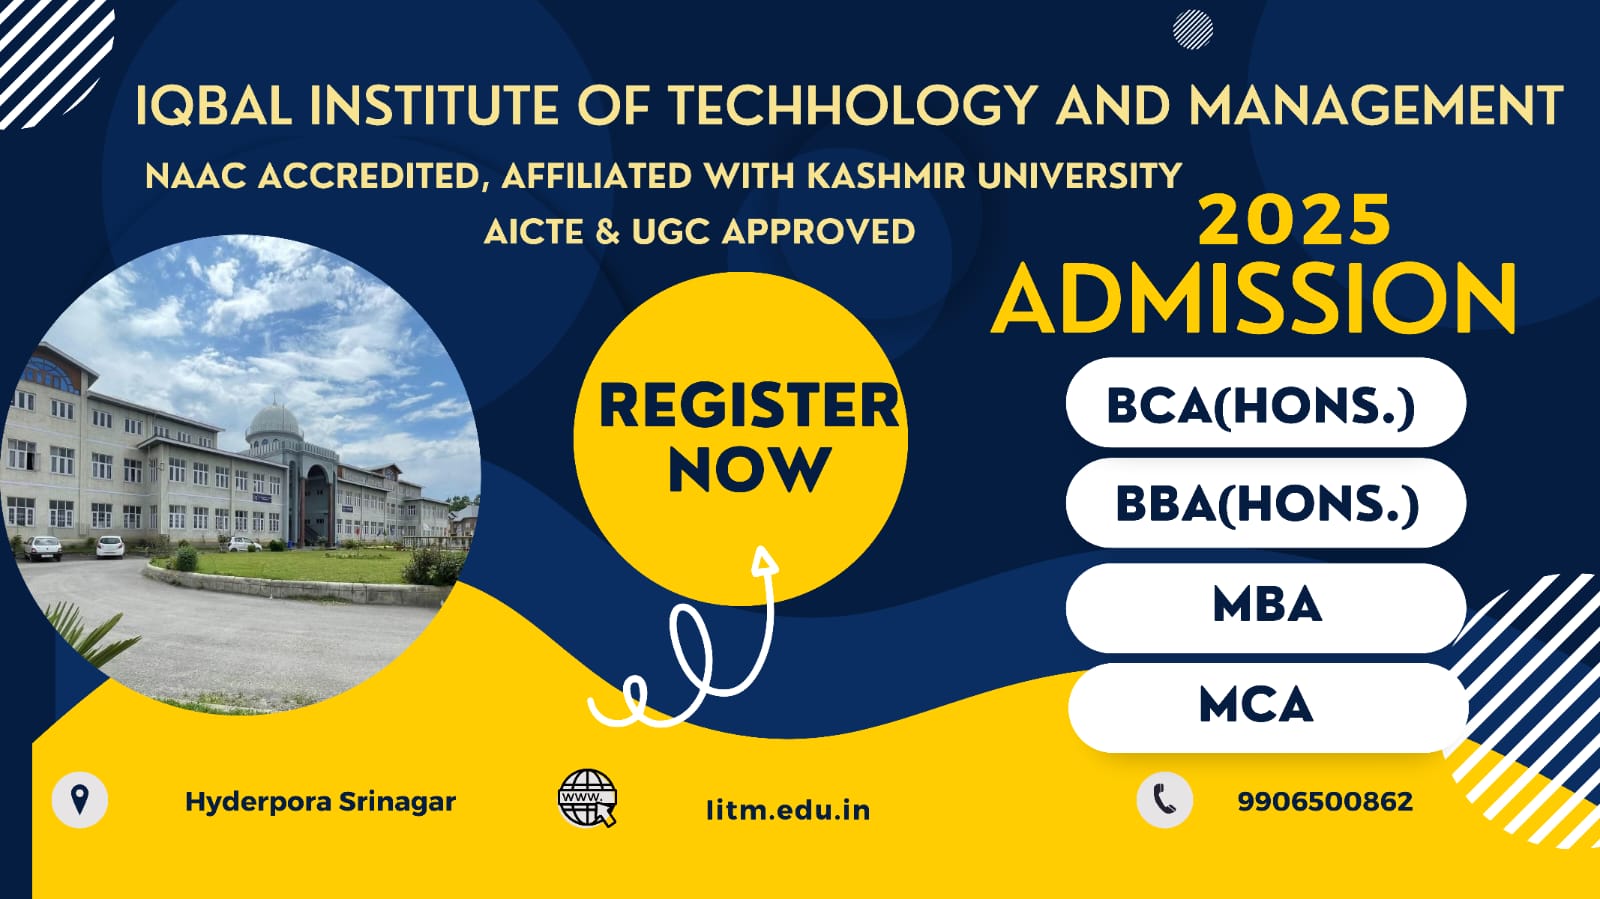 IQBAL INSTITUTE OF TECHHOLOGY AND MANAGEMENT
NAAC ACCREDITED, AFFILIATED WITH KASHMIR UNIVERSITY
AICTE & UGC APPROVED
2025
ADMISSION
REGISTER
NOW
BCA(HONS.)
BBA(HONS.)
MBA
MCA
Hyderpora Srinagar
www.
Iitm.edu.in
9906500862